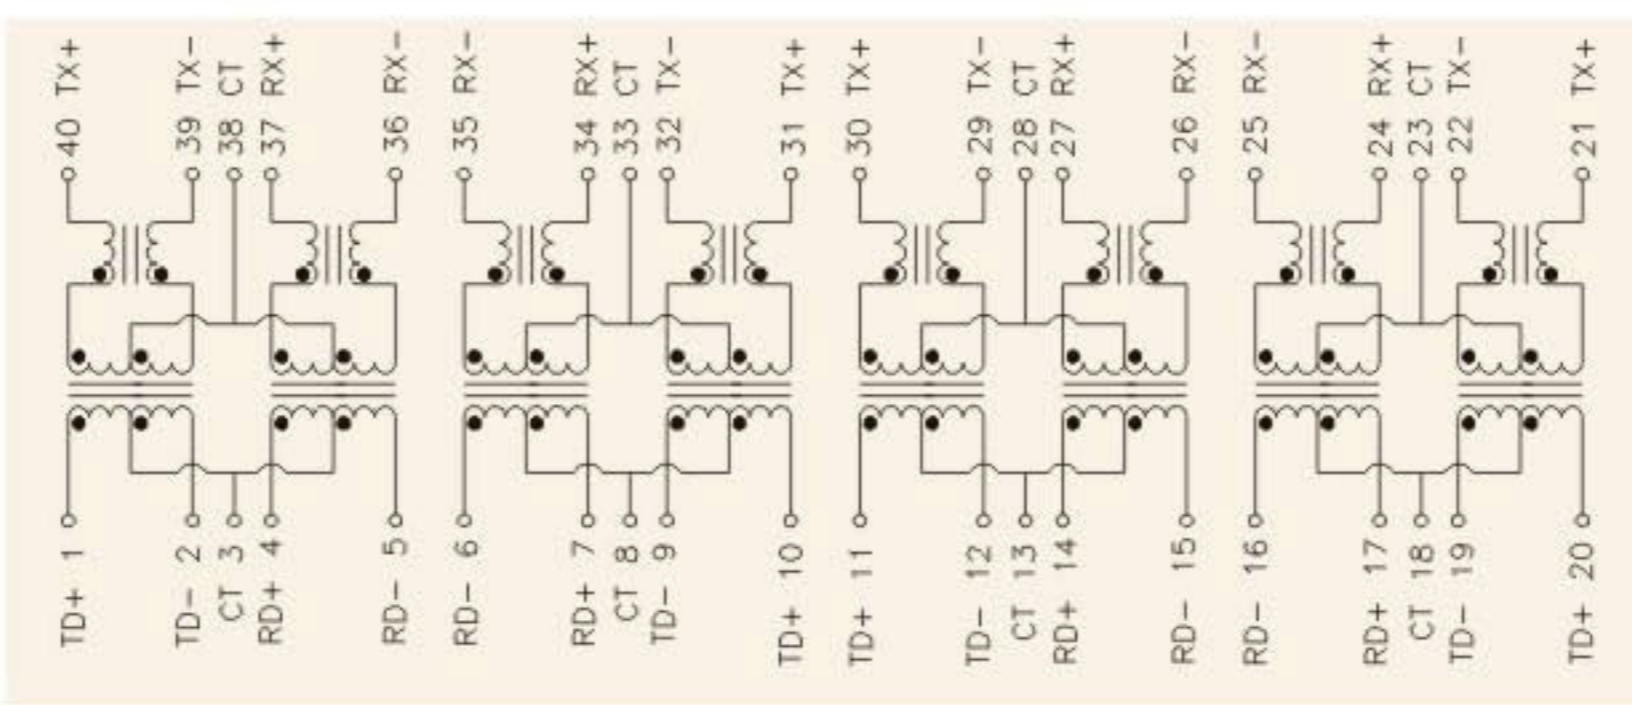 40 TX+
39 TX-
38 CT
37 RX+
36 RX-
35 RX-
34 RX+
33 CT
32 TX-
31 TX+
30 TX+
29 TX-
28 CT
27 RX+
26 RX-
25 RX-
24 RX+
23 CT
22 TX-
21 TX+
TD+ 1
TD- 2
CT 3
RD+ 4
RD- 5
RD- 6
RD+ 7
CT 8
TD- 9
TD+ 10
TD+ 11
TD- 12
CT 13
RD+ 14
RD- 15
RD- 16
RD+ 17
CT 18
TD- 19
TD+ 20